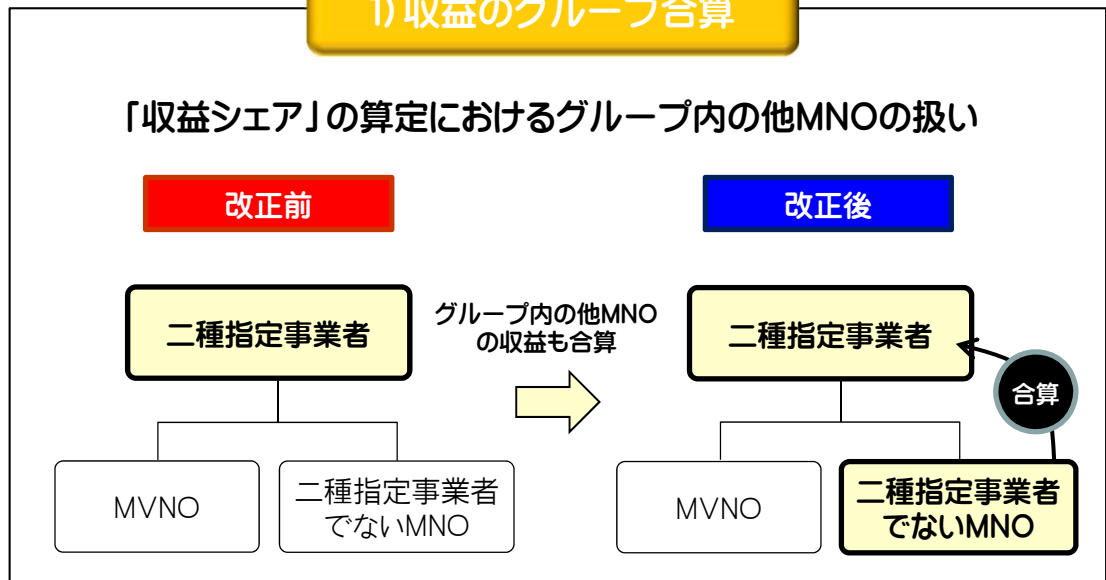 1) 収益のグループ合算
「収益シェア」の算定におけるグループ内の他MNOの扱い
改正前
改正後
二種指定事業者
グループ内の他MNO
の収益も合算
二種指定事業者
合算
MVNO
二種指定事業者
でないMNO
MVNO
二種指定事業者
でないMNO